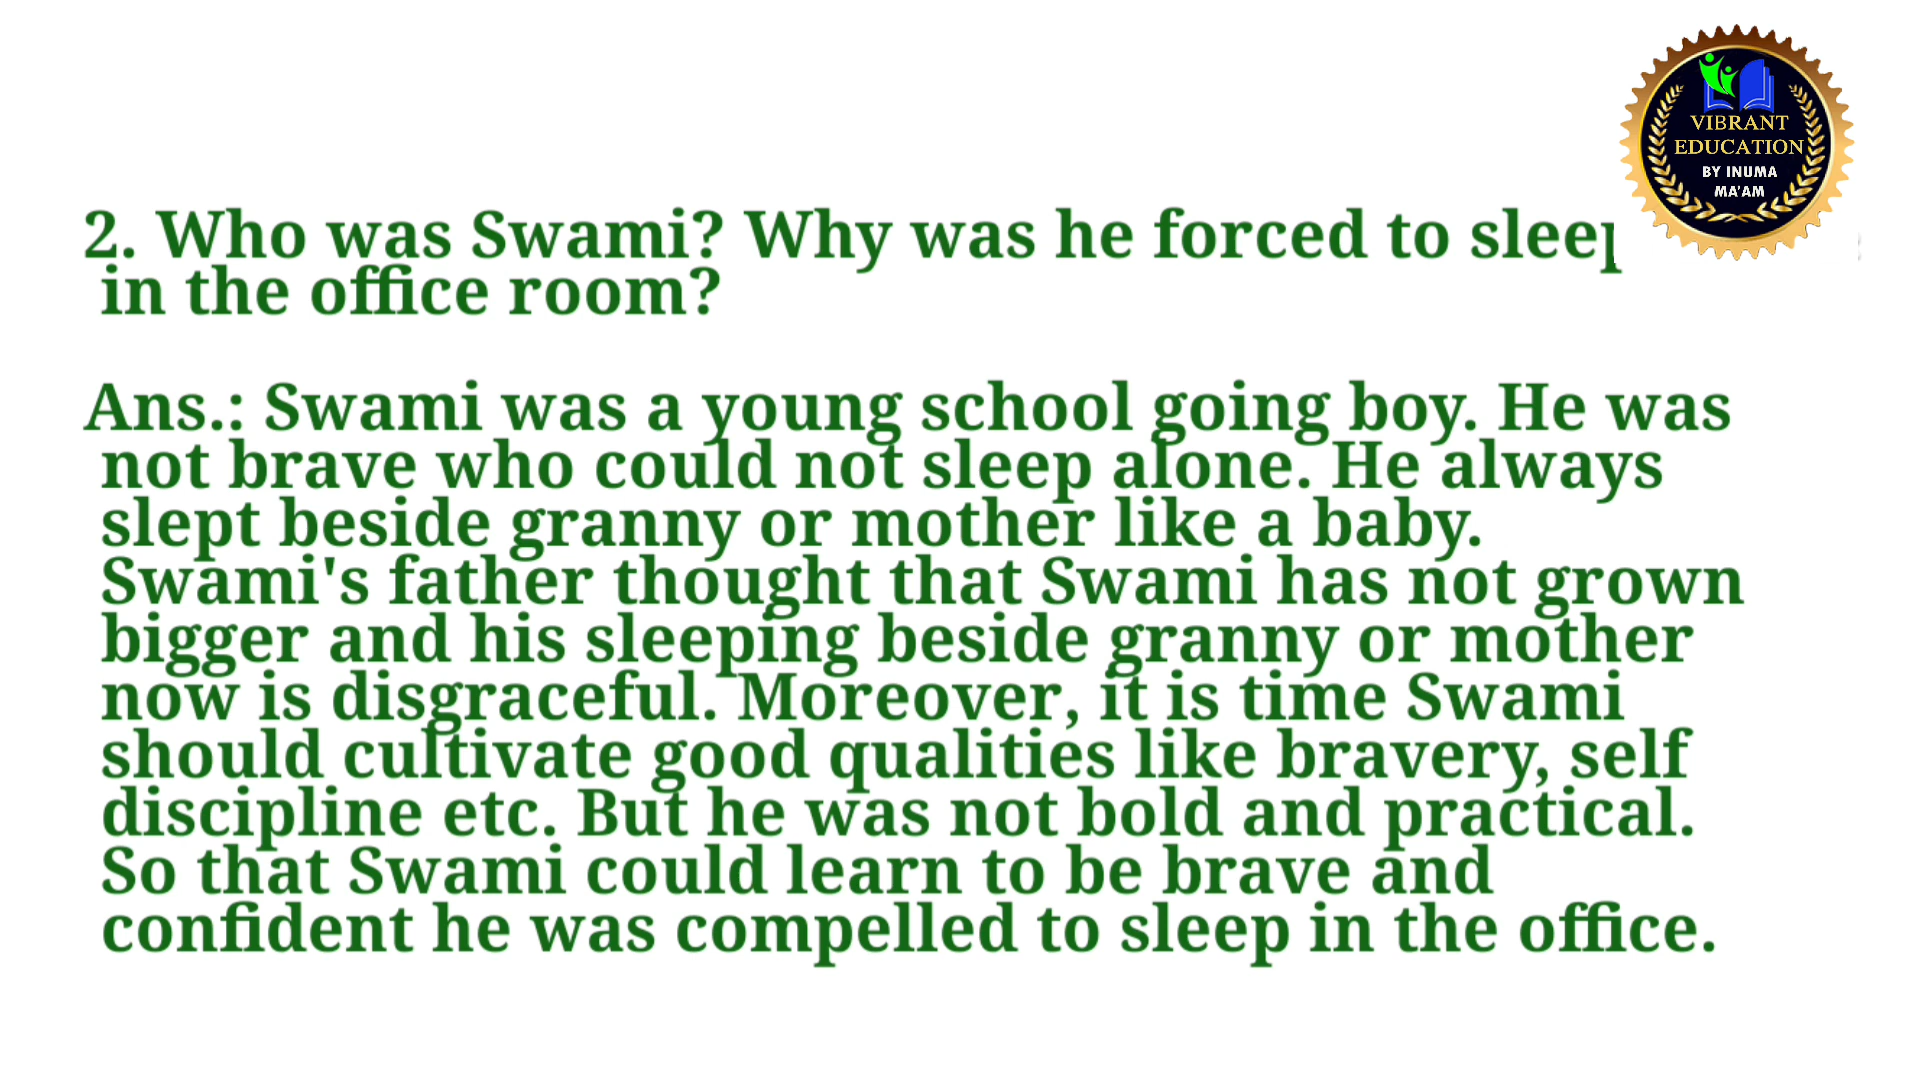 VIBRANT
EDUCATION
BY INUMA
MA'AM
2. Who was Swami? Why was he forced to sleep
in the office room?
Ans.: Swami was a young school going boy. He was
not brave who could not sleep alone. He always
slept beside granny or mother like a baby.
Swami's father thought that Swami has not grown
bigger and his sleeping beside granny or mother
now is disgraceful. Moreover, it is time Swami
should cultivate good qualities like bravery, self
discipline etc. But he was not bold and practical.
So that Swami could learn to be brave and
confident he was compelled to sleep in the office.